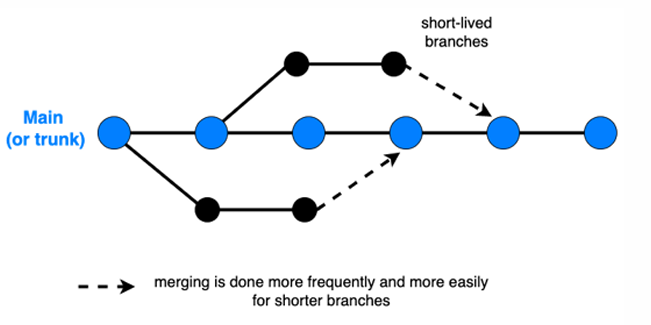 short-lived
branches
Main
(or trunk)
merging is done more frequently and more easily
for shorter branches